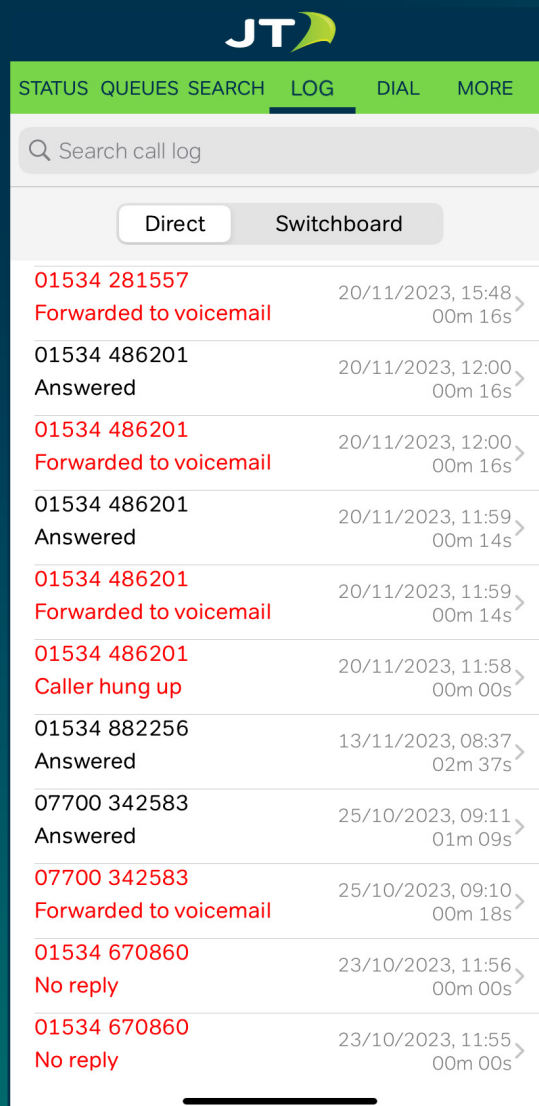 JT
STATUS QUEUES SEARCH LOG DIAL MORE
Search call log
Direct Switchboard
01534 281557
20/11/2023, 15:48
Forwarded to voicemail
00m 16s
01534 486201
20/11/2023, 12:00
Answered
00m 16s
01534 486201
20/11/2023, 12:00
Forwarded to voicemail
00m 16s
01534 486201
20/11/2023, 11:59
Answered
00m 14s
01534 486201
20/11/2023, 11:59
Forwarded to voicemail
00m 14s
01534 486201
20/11/2023, 11:58
Caller hung up
00m 00s
01534 882256
13/11/2023, 08:37
Answered
02m 37s
07700 342583
25/10/2023, 09:11
Answered
01m 09s
07700 342583
25/10/2023, 09:10
Forwarded to voicemail
00m 18s
01534 670860
23/10/2023, 11:56
No reply
00m 00s
01534 670860
23/10/2023, 11:55
No reply
00m 00s